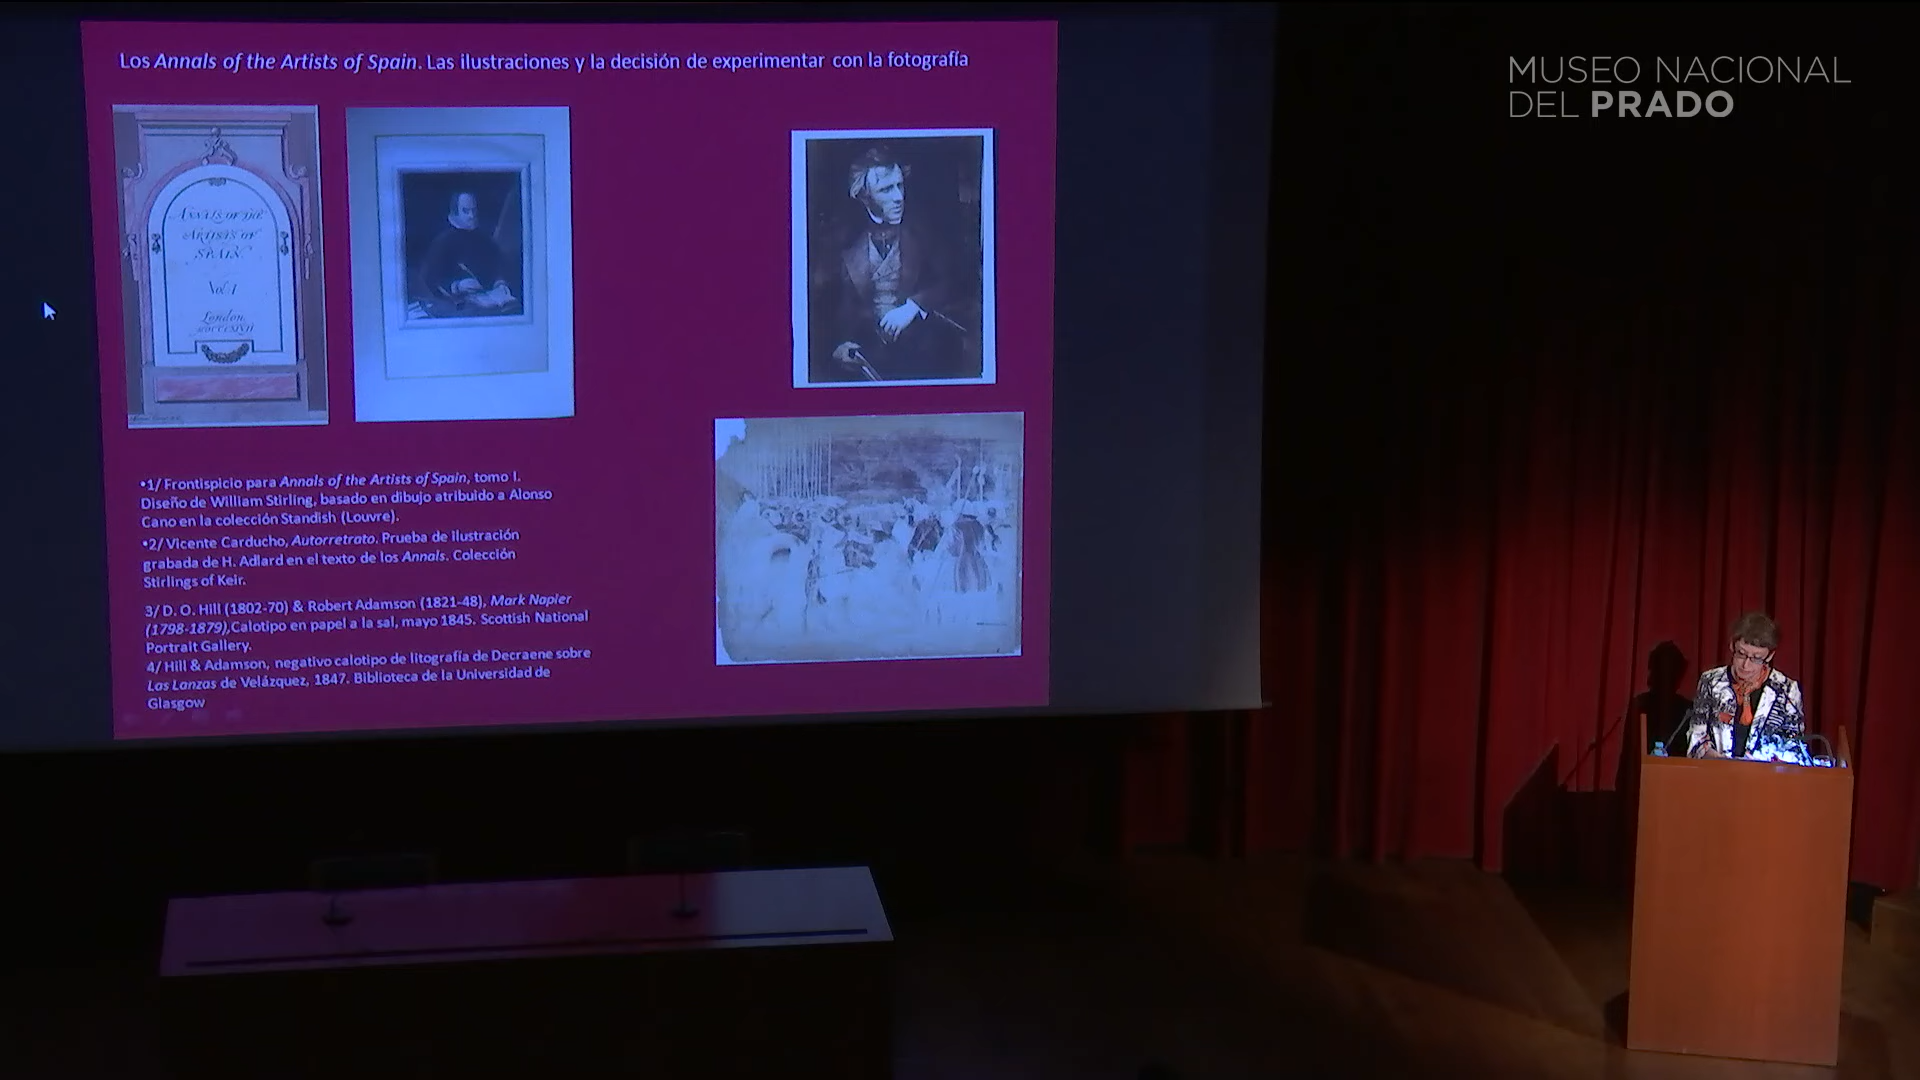 Los Annals of the Artists of Spain. Las ilustraciones y la decisión de experimentar con la fotografía
MUSEO NACIONAL
DEL PRADO
ANNALS OF THE
ARTISTS OF
SPAIN.
Vol I
London
•1/ Frontispicio para Annals of the Artists of Spain, tomo I.
Diseño de William Stirling, basado en dibujo atribuido a Alonso
Cano en la colección Standish (Louvre).
•2/ Vicente Carducho, Autorretrato. Prueba de ilustración
grabada de H. Adlard en el texto de los Annals. Colección
Stirlings of Keir.
3/ D. O. Hill (1802-70) & Robert Adamson (1821-48), Mark Napier
(1798-1879),Calotipo en papel a la sal, mayo 1845. Scottish National
Portrait Gallery.
4/ Hill & Adamson, negativo calotipo de litografía de Decraene sobre
Las Lanzas de Velázquez, 1847. Biblioteca de la Universidad de
Glasgow